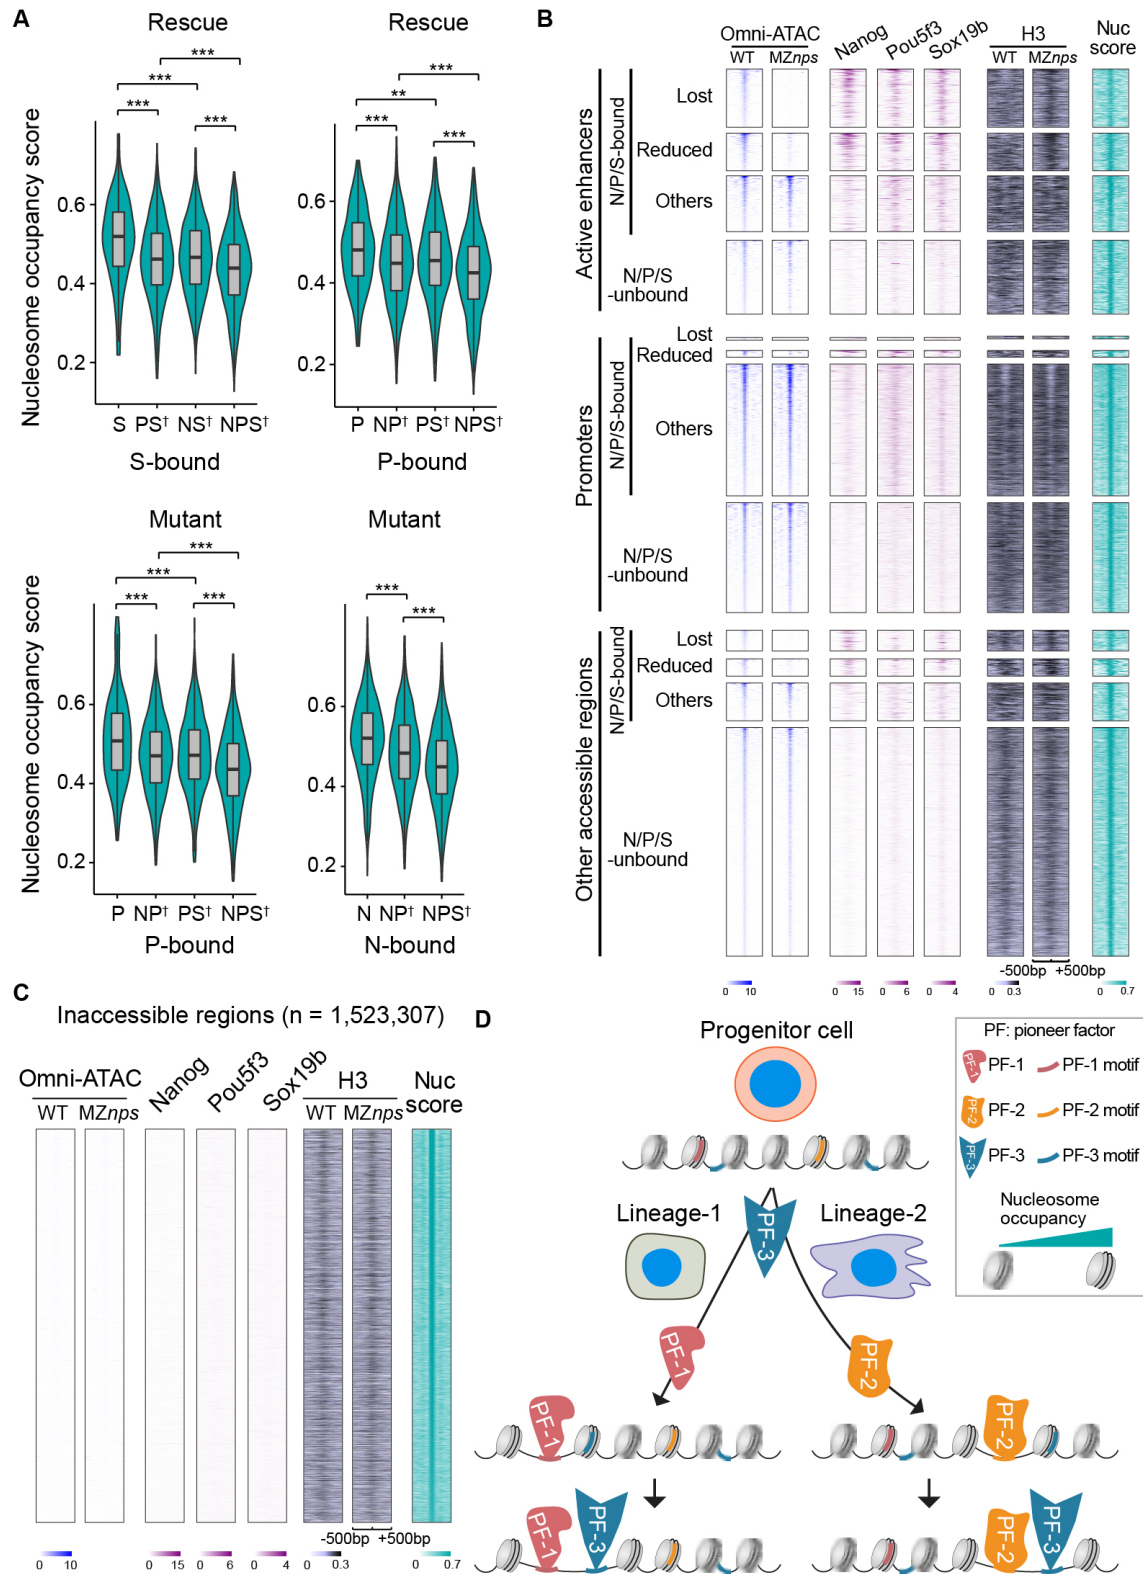 A
Rescue
***
***
***
***
Nucleosome occupancy score
0.6
0.4
0.2
S PS† NS† NPS†
S-bound
Rescue
***
**
***
***
0.6
0.4
0.2
P NP† PS† NPS†
P-bound
Mutant
***
***
***
***
Nucleosome occupancy score
0.6
0.4
0.2
P NP† PS† NPS†
P-bound
Mutant
***
***
0.6
0.4
0.2
N NP† NPS†
N-bound
B
Omni-ATAC Nanog Pou5f3 Sox19b H3 Nuc score
WT MZnps WT MZnps
Active enhancers
N/P/S-bound
Lost
Reduced
Others
N/P/S
-unbound
Promoters
N/P/S-bound
Lost
Reduced
Others
N/P/S
-unbound
Other accessible regions
N/P/S-bound
Lost
Reduced
Others
N/P/S
-unbound
-500bp +500bp
0 10 0 15 0 6 0 4 0 0.3 0 0.7
C
Inaccessible regions (n = 1,523,307)
Omni-ATAC Nanog Pou5f3 Sox19b H3 Nuc score
WT MZnps WT MZnps
-500bp +500bp
0 10 0 15 0 6 0 4 0 0.3 0 0.7
D
Progenitor cell
PF: pioneer factor
PF-1 PF-1 PF-1 motif
PF-2 PF-2 PF-2 motif
PF-3 PF-3 PF-3 motif
Nucleosome
occupancy
Lineage-1 PF-3 Lineage-2
PF-1 PF-2
PF-1 PF-2
PF-1 PF-3 PF-2 PF-3